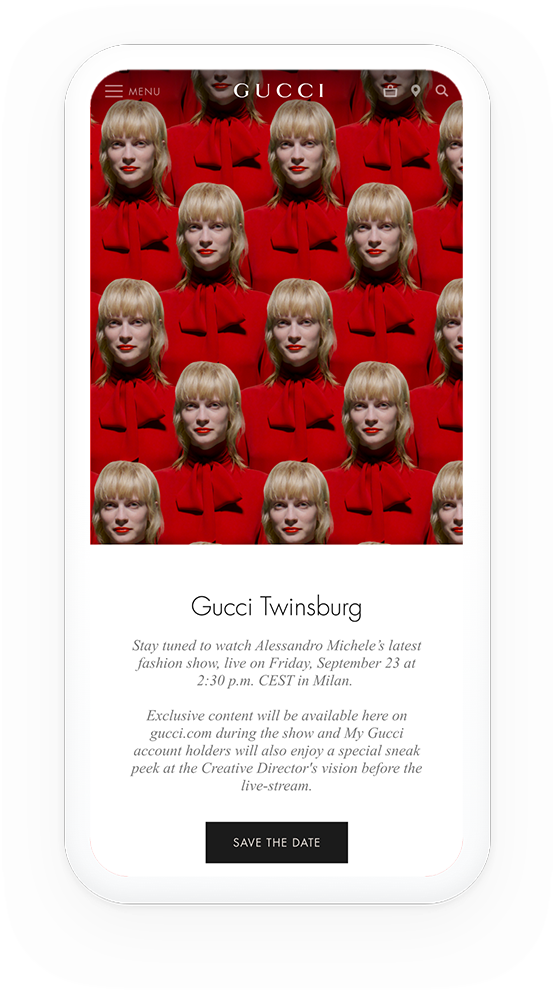 MENU
GUCCI
Gucci Twinsburg
Stay tuned to watch Alessandro Michele’s latest
fashion show, live on Friday, September 23 at
2:30 p.m. CEST in Milan.
Exclusive content will be available here on
gucci.com during the show and My Gucci
account holders will also enjoy a special sneak
peek at the Creative Director's vision before the
live-stream.
SAVE THE DATE